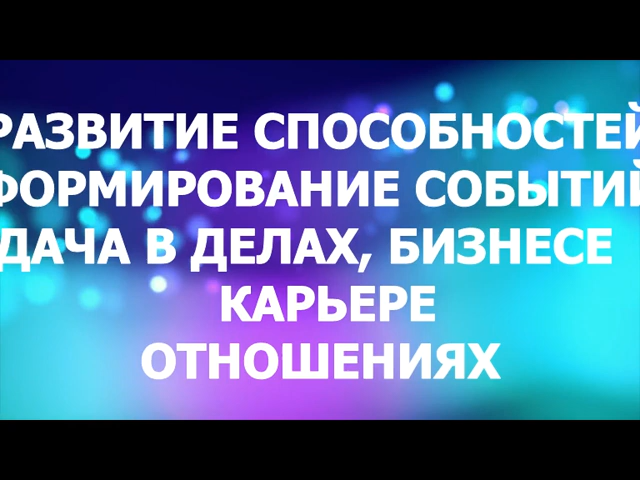 РАЗВИТИЕ СПОСОБНОСТЕЙ
ФОРМИРОВАНИЕ СОБЫТИЙ
ДАЧА В ДЕЛАХ, БИЗНЕСЕ
КАРЬЕРЕ
ОТНОШЕНИЯХ